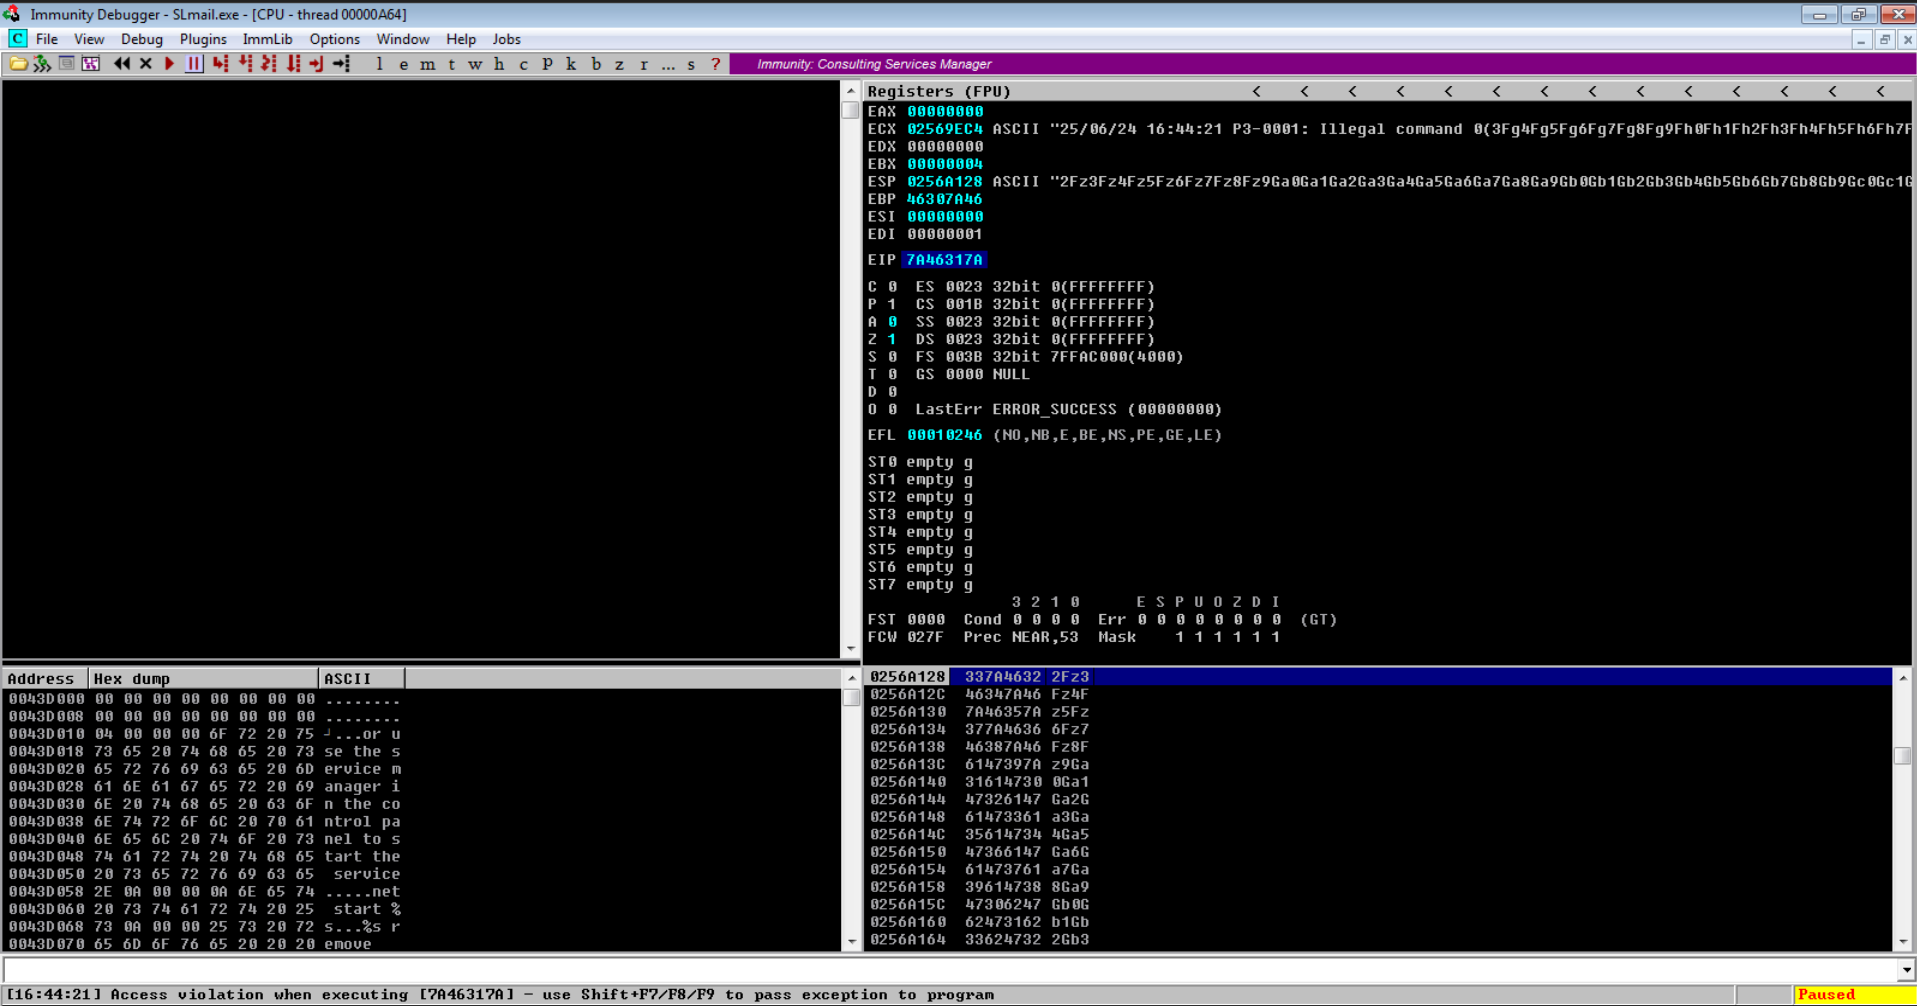 Immunity Debugger - SLmail.exe - [CPU - thread 00000A64]
C File View Debug Plugins ImmLib Options Window Help Jobs
l e m t w h c P k b z r ... s ? Immunity: Consulting Services Manager
Registers (FPU) < < < < < < < < < < < < < <
EAX 00000000
ECX 02569EC4 ASCII "25/06/24 16:44:21 P3-0001: Illegal command 0(3Fg4Fg5Fg6Fg7Fg8Fg9Fh0Fh1Fh2Fh3Fh4Fh5Fh6Fh7F
EDX 00000000
EBX 00000004
ESP 0256A128 ASCII "2Fz3Fz4Fz5Fz6Fz7Fz8Fz9Ga0Ga1Ga2Ga3Ga4Ga5Ga6Ga7Ga8Ga9Gb0Gb1Gb2Gb3Gb4Gb5Gb6Gb7Gb8Gb9Gc0Gc1G
EBP 46307A46
ESI 00000000
EDI 00000001
EIP 7A46317A
C 0 ES 0023 32bit 0(FFFFFFFF)
P 1 CS 001B 32bit 0(FFFFFFFF)
A 0 SS 0023 32bit 0(FFFFFFFF)
Z 1 DS 0023 32bit 0(FFFFFFFF)
S 0 FS 003B 32bit 7FFAC000(4000)
T 0 GS 0000 NULL
D 0
O 0 LastErr ERROR_SUCCESS (00000000)
EFL 00010246 (NO,NB,E,BE,NS,PE,GE,LE)
ST0 empty g
ST1 empty g
ST2 empty g
ST3 empty g
ST4 empty g
ST5 empty g
ST6 empty g
ST7 empty g
3 2 1 0 E S P U O Z D I
FST 0000 Cond 0 0 0 0 Err 0 0 0 0 0 0 0 0 (GT)
FCW 027F Prec NEAR,53 Mask 1 1 1 1 1 1
Address Hex dump ASCII
0043D000 00 00 00 00 00 00 00 00 ........
0043D008 00 00 00 00 00 00 00 00 ........
0043D010 04 00 00 00 6F 72 20 75 ┘...or u
0043D018 73 65 20 74 68 65 20 73 se the s
0043D020 65 72 76 69 63 65 20 6D ervice m
0043D028 61 6E 61 67 65 72 20 69 anager i
0043D030 6E 20 74 68 65 20 63 6F n the co
0043D038 6E 74 72 6F 6C 20 70 61 ntrol pa
0043D040 6E 65 6C 20 74 6F 20 73 nel to s
0043D048 74 61 72 74 20 74 68 65 tart the
0043D050 20 73 65 72 76 69 63 65 service
0043D058 2E 0A 00 00 0A 6E 65 74 .....net
0043D060 20 73 74 61 72 74 20 25 start %
0043D068 73 0A 00 00 25 73 20 72 s...%s r
0043D070 65 6D 6F 76 65 20 20 20 emove
0256A128 337A4632 2Fz3
0256A12C 46347A46 Fz4F
0256A130 7A46357A z5Fz
0256A134 377A4636 6Fz7
0256A138 46387A46 Fz8F
0256A13C 6147397A z9Ga
0256A140 31614730 0Ga1
0256A144 47326147 Ga2G
0256A148 61473361 a3Ga
0256A14C 35614734 4Ga5
0256A150 47366147 Ga6G
0256A154 61473761 a7Ga
0256A158 39614738 8Ga9
0256A15C 47306247 Gb0G
0256A160 62473162 b1Gb
0256A164 33624732 2Gb3
[16:44:21] Access violation when executing [7A46317A] - use Shift+F7/F8/F9 to pass exception to program
Paused